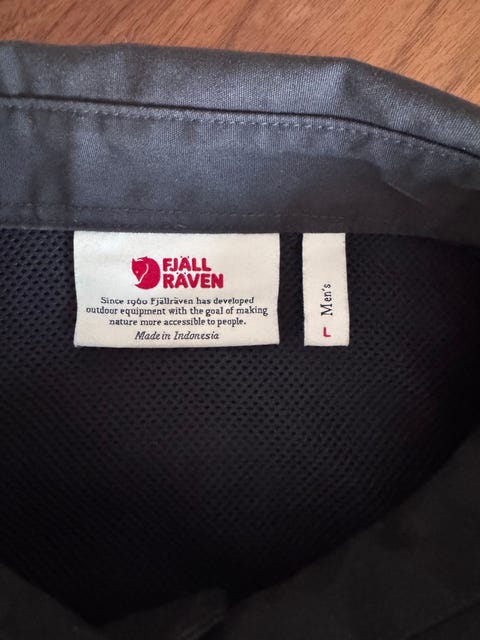 FJÄLL
RÄVEN
Since 1960 Fjällräven has developed
outdoor equipment with the goal of making
nature more accessible to people.
Made in Indonesia
Men's
L